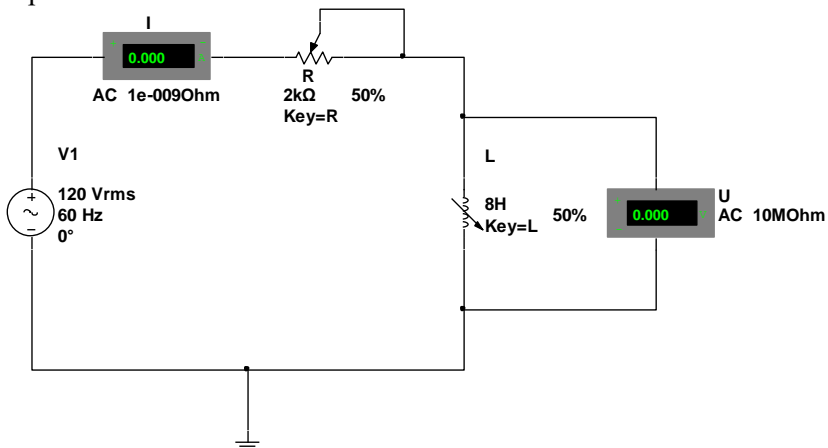 I
0.000
A
AC 1e-009Ohm
R
2kΩ 50%
Key=R
V1
120 Vrms
60 Hz
0°
L
8H
Key=L
50%
U
0.000
V
AC 10MOhm